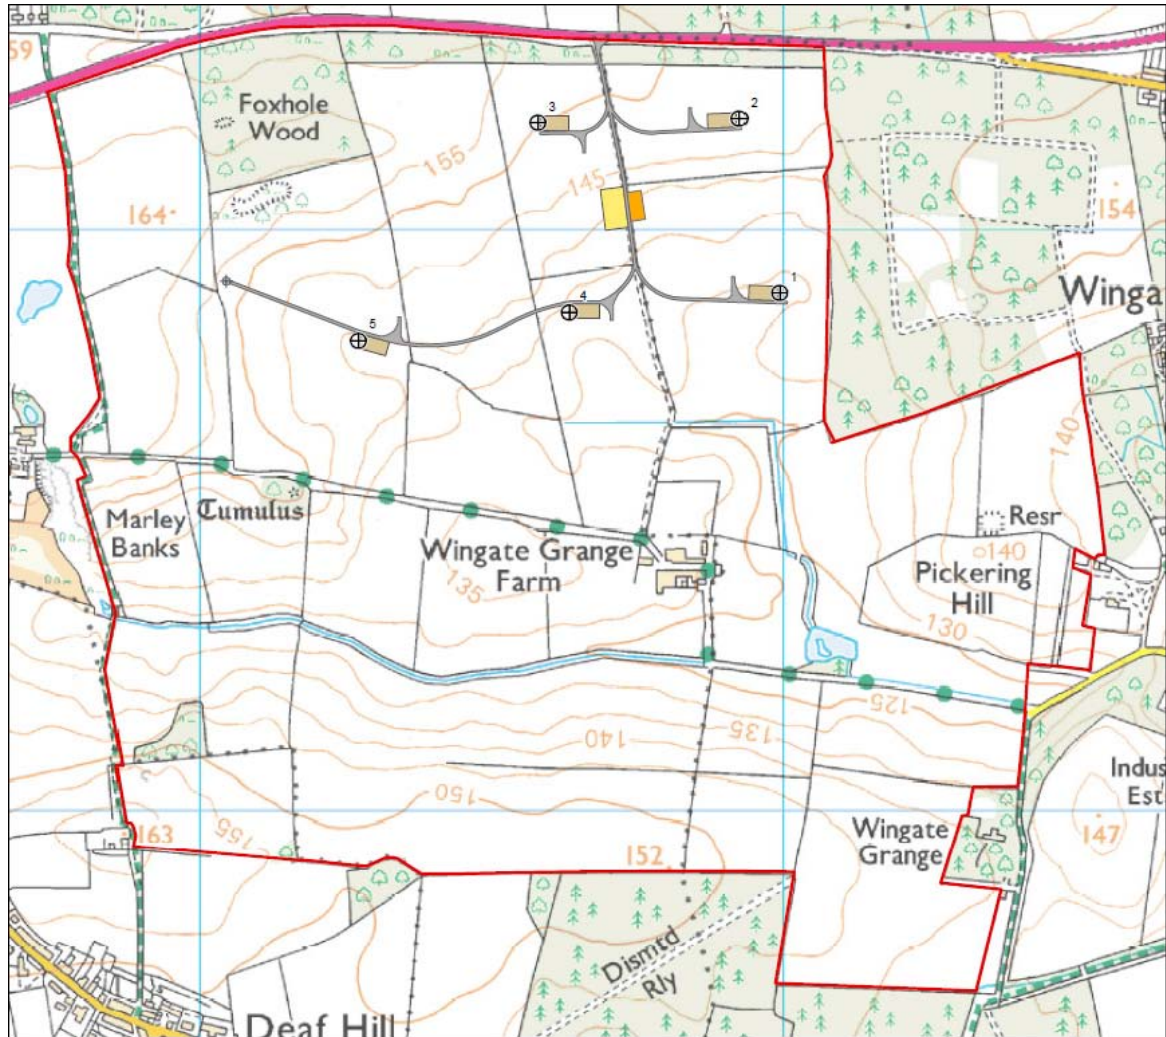 59
Foxhole
Wood
3
2
155
145
164
154
1
4
5
Winga
140
Tumulus
Marley
Banks
Resr
Wingate Grange
Farm
135
140
Pickering
Hill
130
125
135
140
150
155
163
152
Indus
Est
147
Wingate
Grange
Dismtd
Rly
Deaf Hill